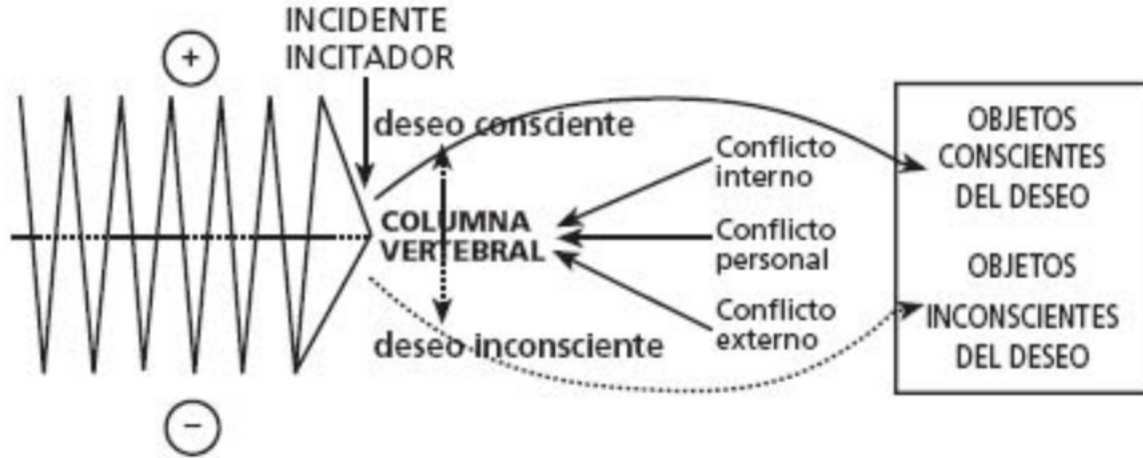 +
INCIDENTE
INCITADOR
deseo consciente
COLUMNA
VERTEBRAL
deseo inconsciente
Conflicto
interno
Conflicto
personal
Conflicto
externo
OBJETOS
CONSCIENTES
DEL DESEO
OBJETOS
INCONSCIENTES
DEL DESEO
−